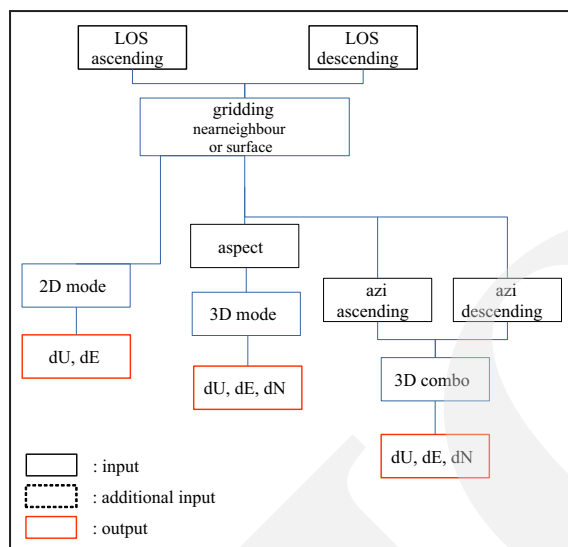 LOS
ascending
LOS
descending
gridding
nearneighbour
or surface
aspect
2D mode
3D mode
azi
ascending
azi
descending
dU, dE
dU, dE, dN
3D combo
dU, dE, dN
: input
: additional input
: output